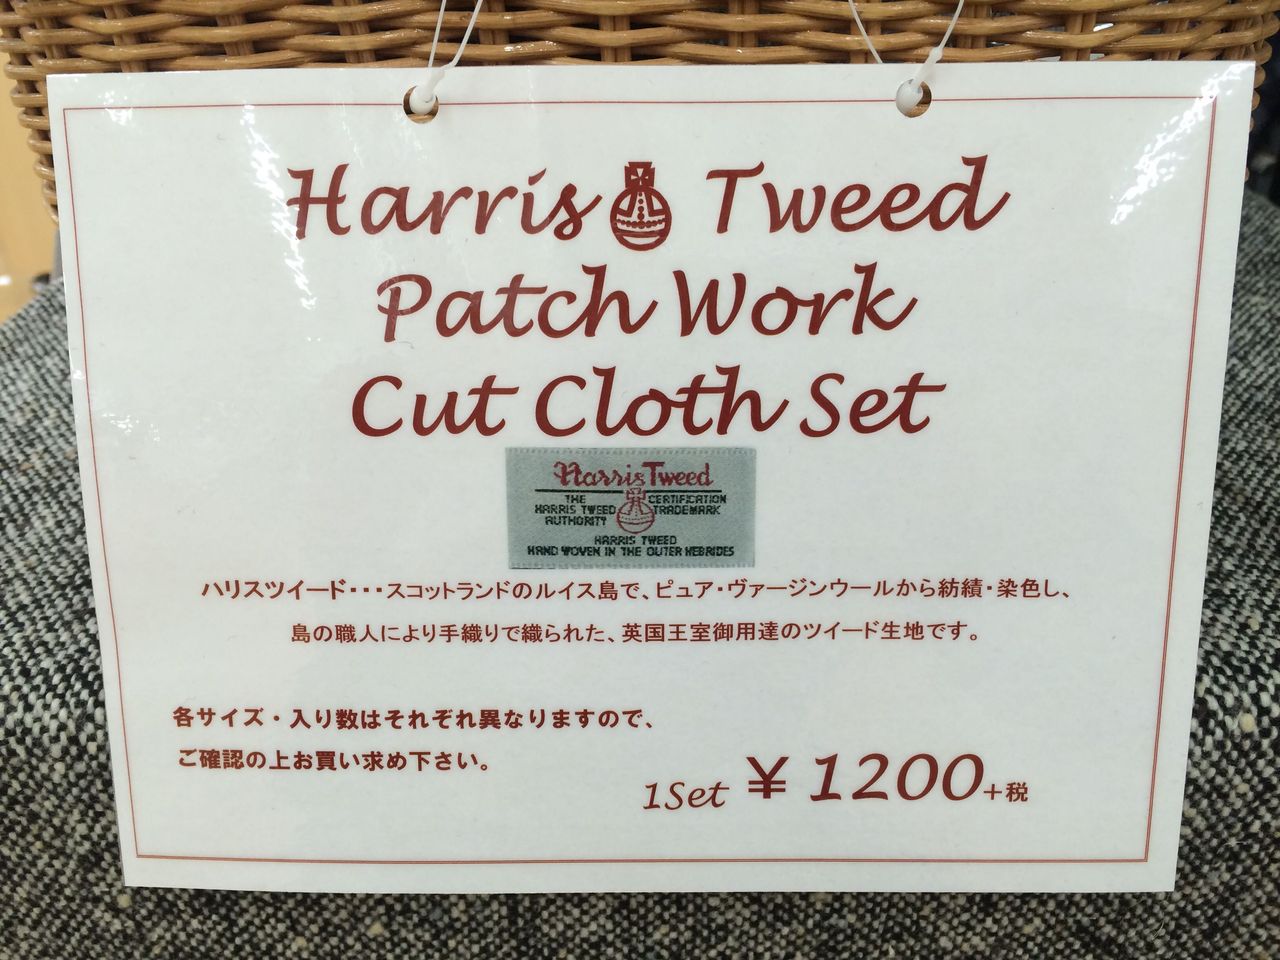 Harris Tweed
Patch Work
Cut Cloth Set
Harris Tweed
THE CERTIFICATION
HARRIS TWEED TRADEMARK
AUTHORITY
HARRIS TWEED
HAND WOVEN IN THE OUTER HEBRIDES
ハリスツイード・・・スコットランドのルイス島で、ピュア・ヴァージンウールから紡績・染色し、
島の職人により手織りで織られた、英国王室御用達のツイード生地です。
各サイズ・入り数はそれぞれ異なりますので、
ご確認の上お買い求め下さい。
1Set ¥1200+税